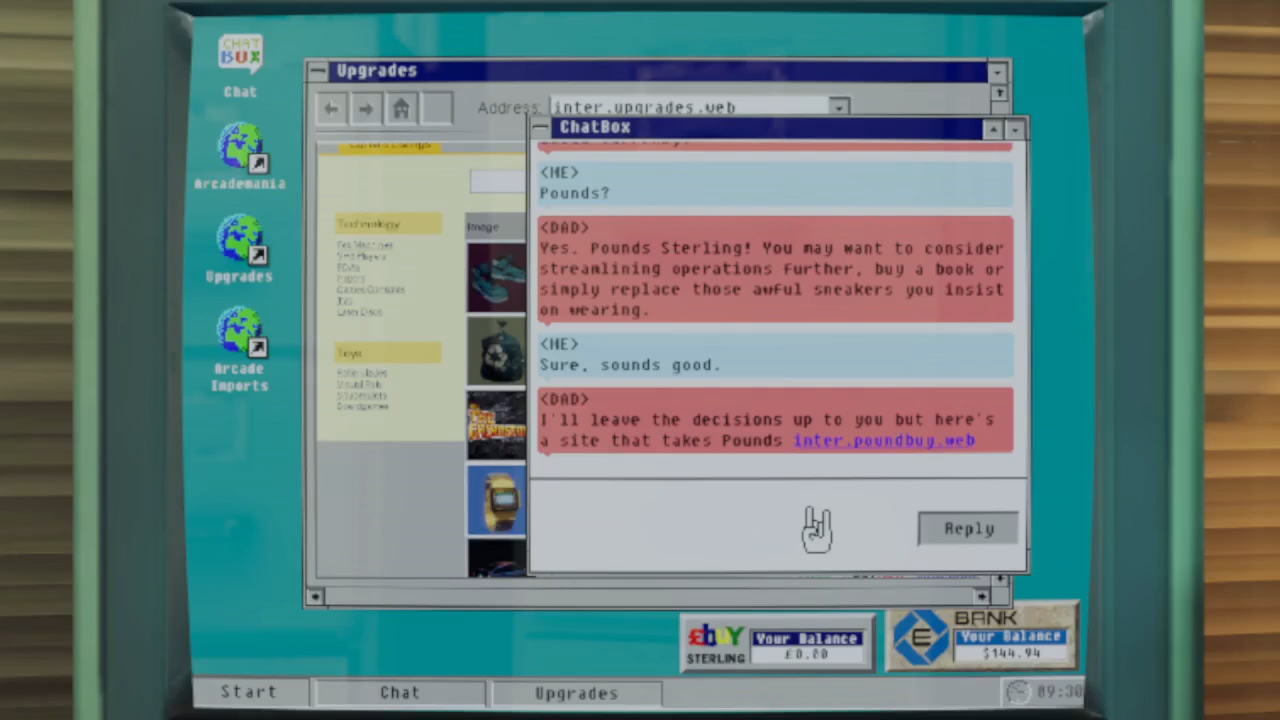 CHAT
BUX
Chat
Arcademania
Upgrades
Arcade
Imports
Upgrades
Address:
inter.upgrades.web
Technology
Toys
Image
ChatBox
<ME>
Pounds?
<DAD>
Yes. Pounds Sterling! You may want to consider
streamlining operations further, buy a book or
simply replace those awful sneakers you insist
on wearing.
<ME>
Sure, sounds good.
<DAD>
I'll leave the decisions up to you but here's
a site that takes Pounds inter.poundbuy.web
Reply
£buY
STERLING
Your Balance
£0.00
E
BANK
Your Balance
$144.94
Start
Chat
Upgrades
09:30